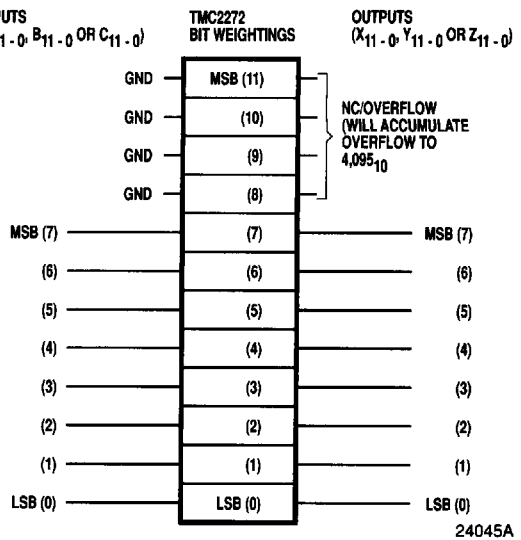 TMC2272
BIT WEIGHTINGS
OUTPUTS
(X11 - 0, Y11 - 0 OR Z11 - 0)
B11 - 0 OR C11 - 0)
GND MSB (11)
GND (10)
GND (9)
GND (8)
NC/OVERFLOW
(WILL ACCUMULATE
OVERFLOW TO
4,09510
MSB (7) (7) MSB (7)
(6) (6) (6)
(5) (5) (5)
(4) (4) (4)
(3) (3) (3)
(2) (2) (2)
(1) (1) (1)
LSB (0) LSB (0) LSB (0)
24045A